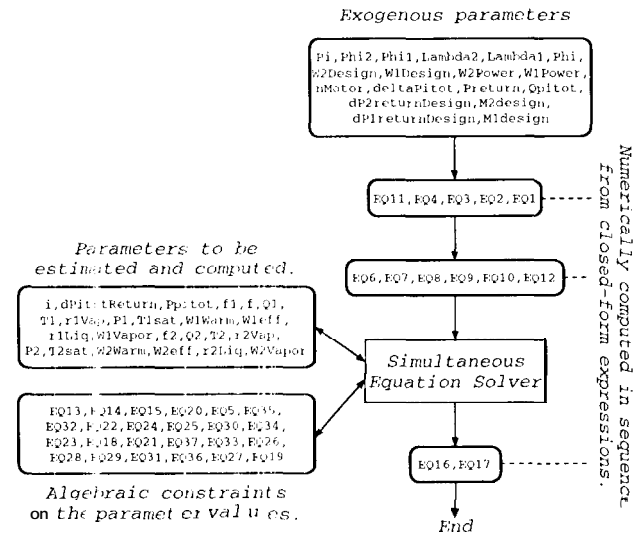 Exogenous parameters
Pi,Phi2,Phi1,Lambda2,Lambda1,Phi,
W2Design,W1Design,W2Power,W1Power,
nMotor,deltaPitot,Preturn,Qpitot,
dP2returnDesign,M2design,
dP1returnDesign,M1design
EQ11,EQ4,EQ3,EQ2,EQ1
Numerically computed in sequence
from closed-form expressions.
EQ6,EQ7,EQ8,EQ9,EQ10,EQ12
Parameters to be
estimated and computed.
i,dPitotReturn,Ppitot,f1,f,Q1,
T1,r1Vap,P1,T1sat,W1Warm,W1eff,
r1Liq,W1Vapor,f2,Q2,T2,r2Vap,
P2,T2sat,W2Warm,W2eff,r2Liq,W2Vapor
Simultaneous
Equation Solver
EQ13,EQ14,EQ15,EQ20,EQ5,EQ35,
EQ32,EQ22,EQ24,EQ25,EQ30,EQ34,
EQ23,EQ18,EQ21,EQ37,EQ33,EQ26,
EQ28,EQ29,EQ31,EQ36,EQ27,EQ19
Algebraic constraints
on the parameter values.
EQ16,EQ17
End